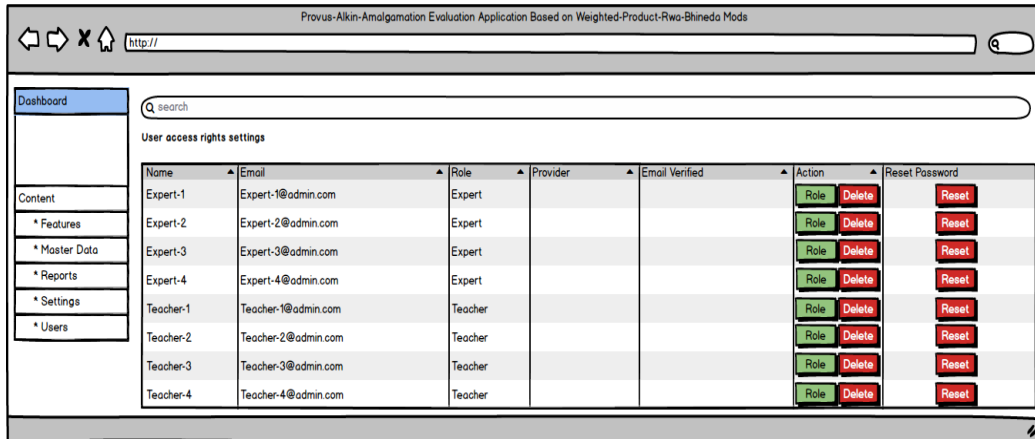 Provus-Alkin-Amalgamation Evaluation Application Based on Weighted-Product-Rwa-Bhineda Mods
http://
Dashboard
search
User access rights settings
Name Email Role Provider Email Verified Action Reset Password
Expert-1 Expert-1@admin.com Expert Role Delete Reset
Content
Expert-2 Expert-2@admin.com Expert Role Delete Reset
* Features
Expert-3 Expert-3@admin.com Expert Role Delete Reset
* Master Data
Expert-4 Expert-4@admin.com Expert Role Delete Reset
* Reports
Teacher-1 Teacher-1@admin.com Teacher Role Delete Reset
* Settings
Teacher-2 Teacher-2@admin.com Teacher Role Delete Reset
* Users
Teacher-3 Teacher-3@admin.com Teacher Role Delete Reset
Teacher-4 Teacher-4@admin.com Teacher Role Delete Reset